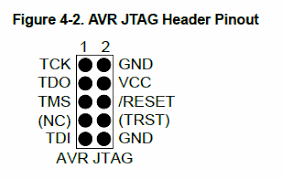 Figure 4-2. AVR JTAG Header Pinout
1 2
TCK GND
TDO VCC
TMS /RESET
(NC) (TRST)
TDI GND
AVR JTAG